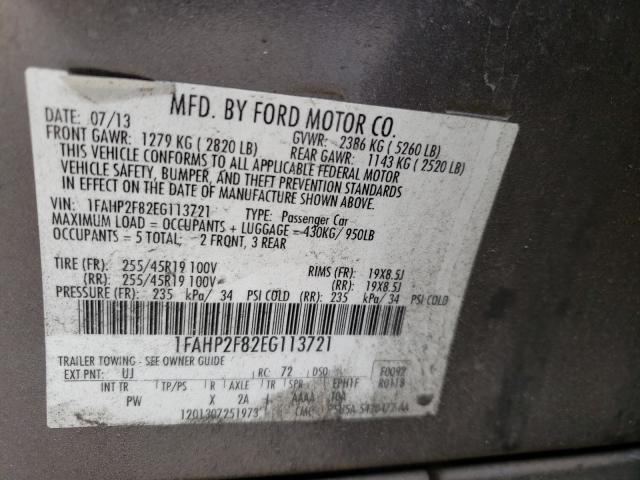 MFD. BY FORD MOTOR CO.
DATE: 07/13 GVWR: 2386 KG ( 5260 LB)
FRONT GAWR: 1279 KG ( 2820 LB) REAR GAWR: 1143 KG ( 2520 LB)
THIS VEHICLE CONFORMS TO ALL APPLICABLE FEDERAL MOTOR
VEHICLE SAFETY, BUMPER, AND THEFT PREVENTION STANDARDS
IN EFFECT ON THE DATE OF MANUFACTURE SHOWN ABOVE.
VIN: 1FAHP2F82EG113721 TYPE: Passenger Car
MAXIMUM LOAD = OCCUPANTS + LUGGAGE = 430KG/ 950LB
OCCUPANTS = 5 TOTAL; 2 FRONT, 3 REAR
TIRE (FR): 255/45R19 100V RIMS (FR): 19X8.5J
(RR): 255/45R19 100V (RR): 19X8.5J
PRESSURE (FR): 235 kPa/ 34 PSI COLD (RR): 235 kPa/ 34 PSI COLD
1FAHP2F82EG113721
TRAILER TOWING - SEE OWNER GUIDE
EXT PNT: UJ RC: 72 DSO: F0092
R0118
INT TR TP/PS R AXLE TR SPR EPHTF
PW X 2A + AAAA 10A
1201307251973 CMC